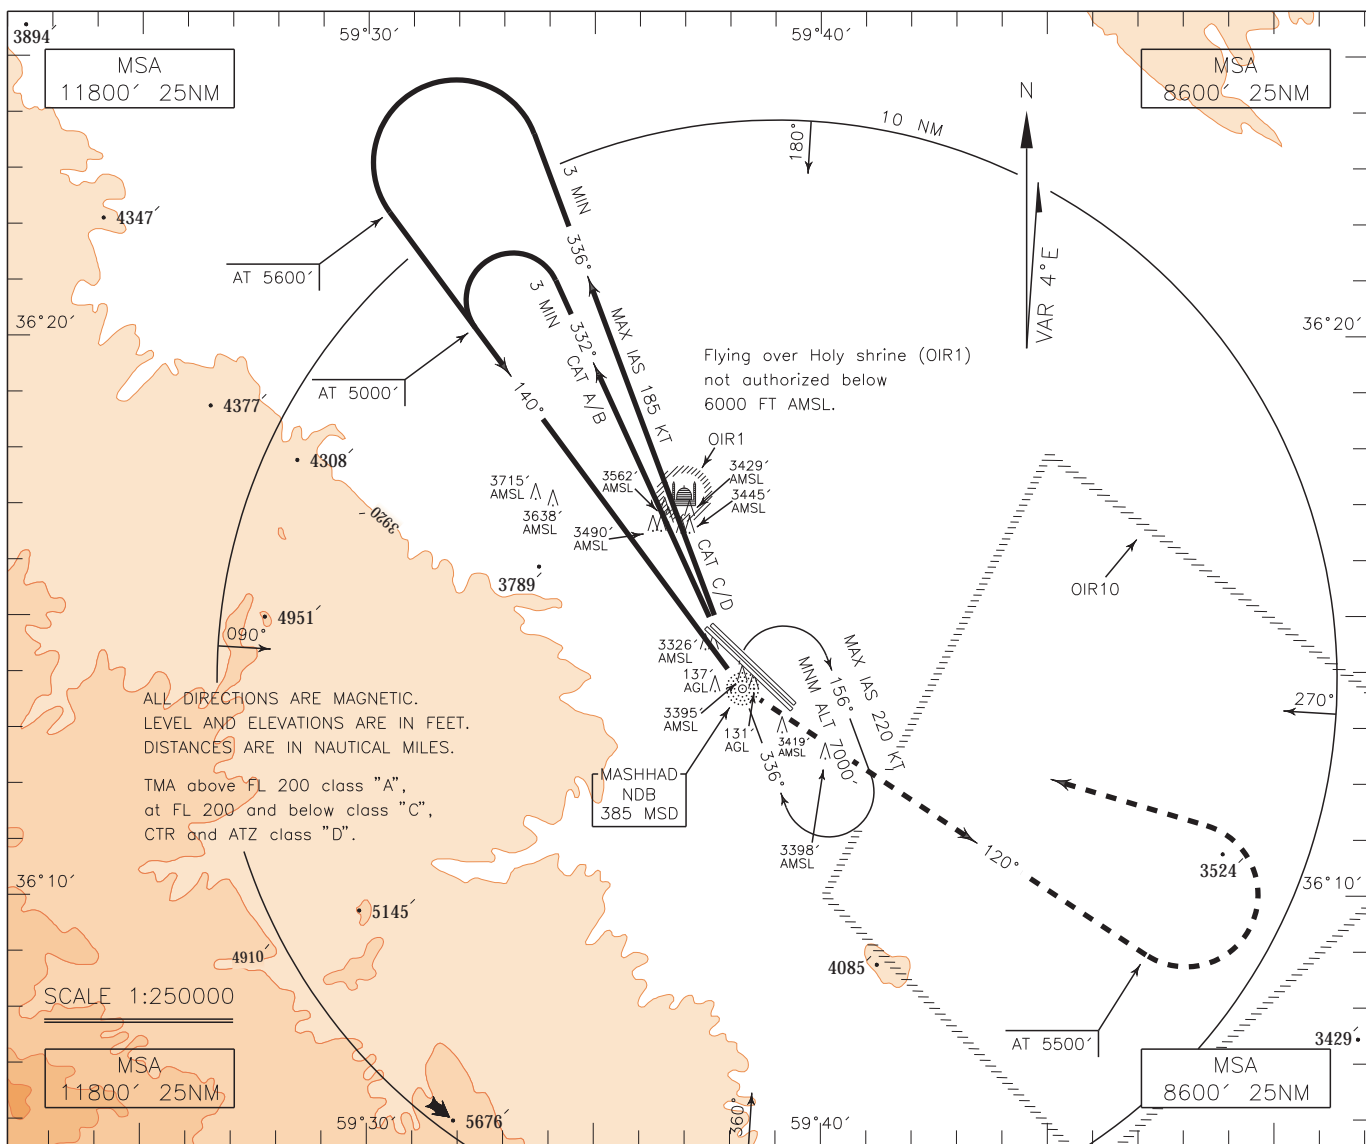 3894′
59°30′
59°40′
MSA
11800′ 25NM
MSA
8600′ 25NM
10 NM
180°
N
VAR 4°E
3 MIN
336°
MAX IAS 185 KT
CAT C/D
4347′
AT 5600′
3 MIN
332°
CAT A/B
36°20′
36°20′
Flying over Holy shrine (OIR1)
not authorized below
6000 FT AMSL.
AT 5000′
140°
4377′
OIR1
4308′
3715′
AMSL
3562′
AMSL
3429′
AMSL
3445′
AMSL
3638′
AMSL
3490′
AMSL
3920
3789′
OIR10
4951′
090°
3326′
AMSL
137′
AGL
3395′
AMSL
131′
AGL
3419′
AMSL
156°
336°
MNM ALT 7000′
MAX IAS 220 KT
270°
ALL DIRECTIONS ARE MAGNETIC.
LEVEL AND ELEVATIONS ARE IN FEET.
DISTANCES ARE IN NAUTICAL MILES.
TMA above FL 200 class "A",
at FL 200 and below class "C",
CTR and ATZ class "D".
MASHHAD
NDB
385 MSD
3398′
AMSL
120°
3524′
36°10′
36°10′
5145′
4910′
4085′
SCALE 1:250000
AT 5500′
3429′
MSA
11800′ 25NM
MSA
8600′ 25NM
59°30′
5676′
360°
59°40′